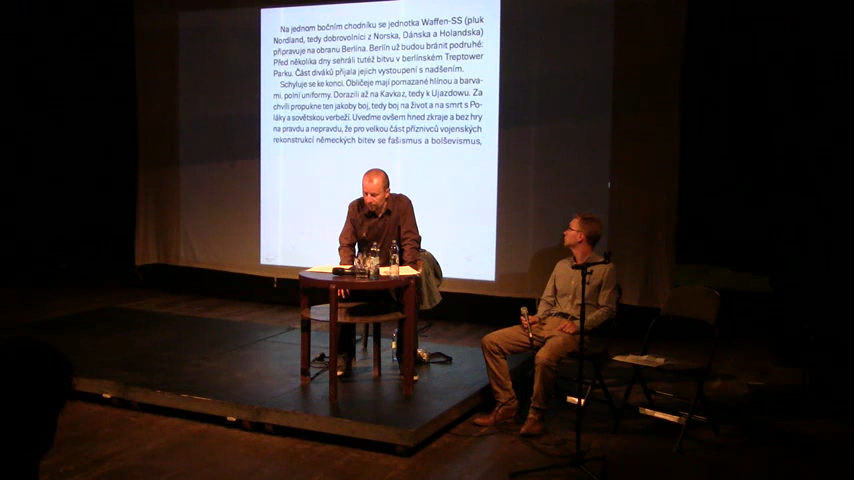 Na jednom bočním chodníku se jednotka Waffen-SS (pluk
Nordland, tedy dobrovolníci z Norska, Dánska a Holandska)
připravuje na obranu Berlína. Berlín už budou bránit podruhé:
Před několika dny sehráli tutéž bitvu v berlínském Treptower
Parku. Část diváků přijala jejich vystoupení s nadšením.
Schyluje se ke konci. Obličeje mají pomazané hlínou a barva-
mi, polní uniformy. Dorazili až na Kavkaz, tedy k Ujazdowu. Za
chvíli propukne ten jakoby boj, tedy boj na život a na smrt s Po-
láky a sovětskou verbeží. Uveďme ovšem hned zkraje a bez hry
na pravdu a nepravdu, že pro velkou část příznivců vojenských
rekonstrukcí německých bitev se fašismus a bolševismus,